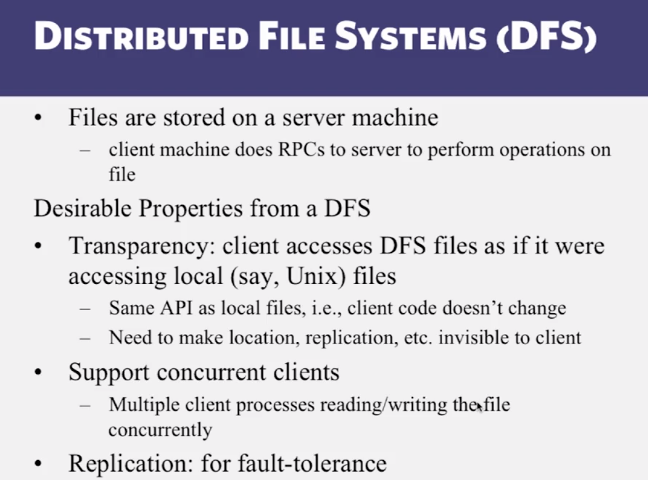 DISTRIBUTED FILE SYSTEMS (DFS)
• Files are stored on a server machine
– client machine does RPCs to server to perform operations on
file
Desirable Properties from a DFS
• Transparency: client accesses DFS files as if it were
accessing local (say, Unix) files
– Same API as local files, i.e., client code doesn't change
– Need to make location, replication, etc. invisible to client
• Support concurrent clients
– Multiple client processes reading/writing the file
concurrently
• Replication: for fault-tolerance